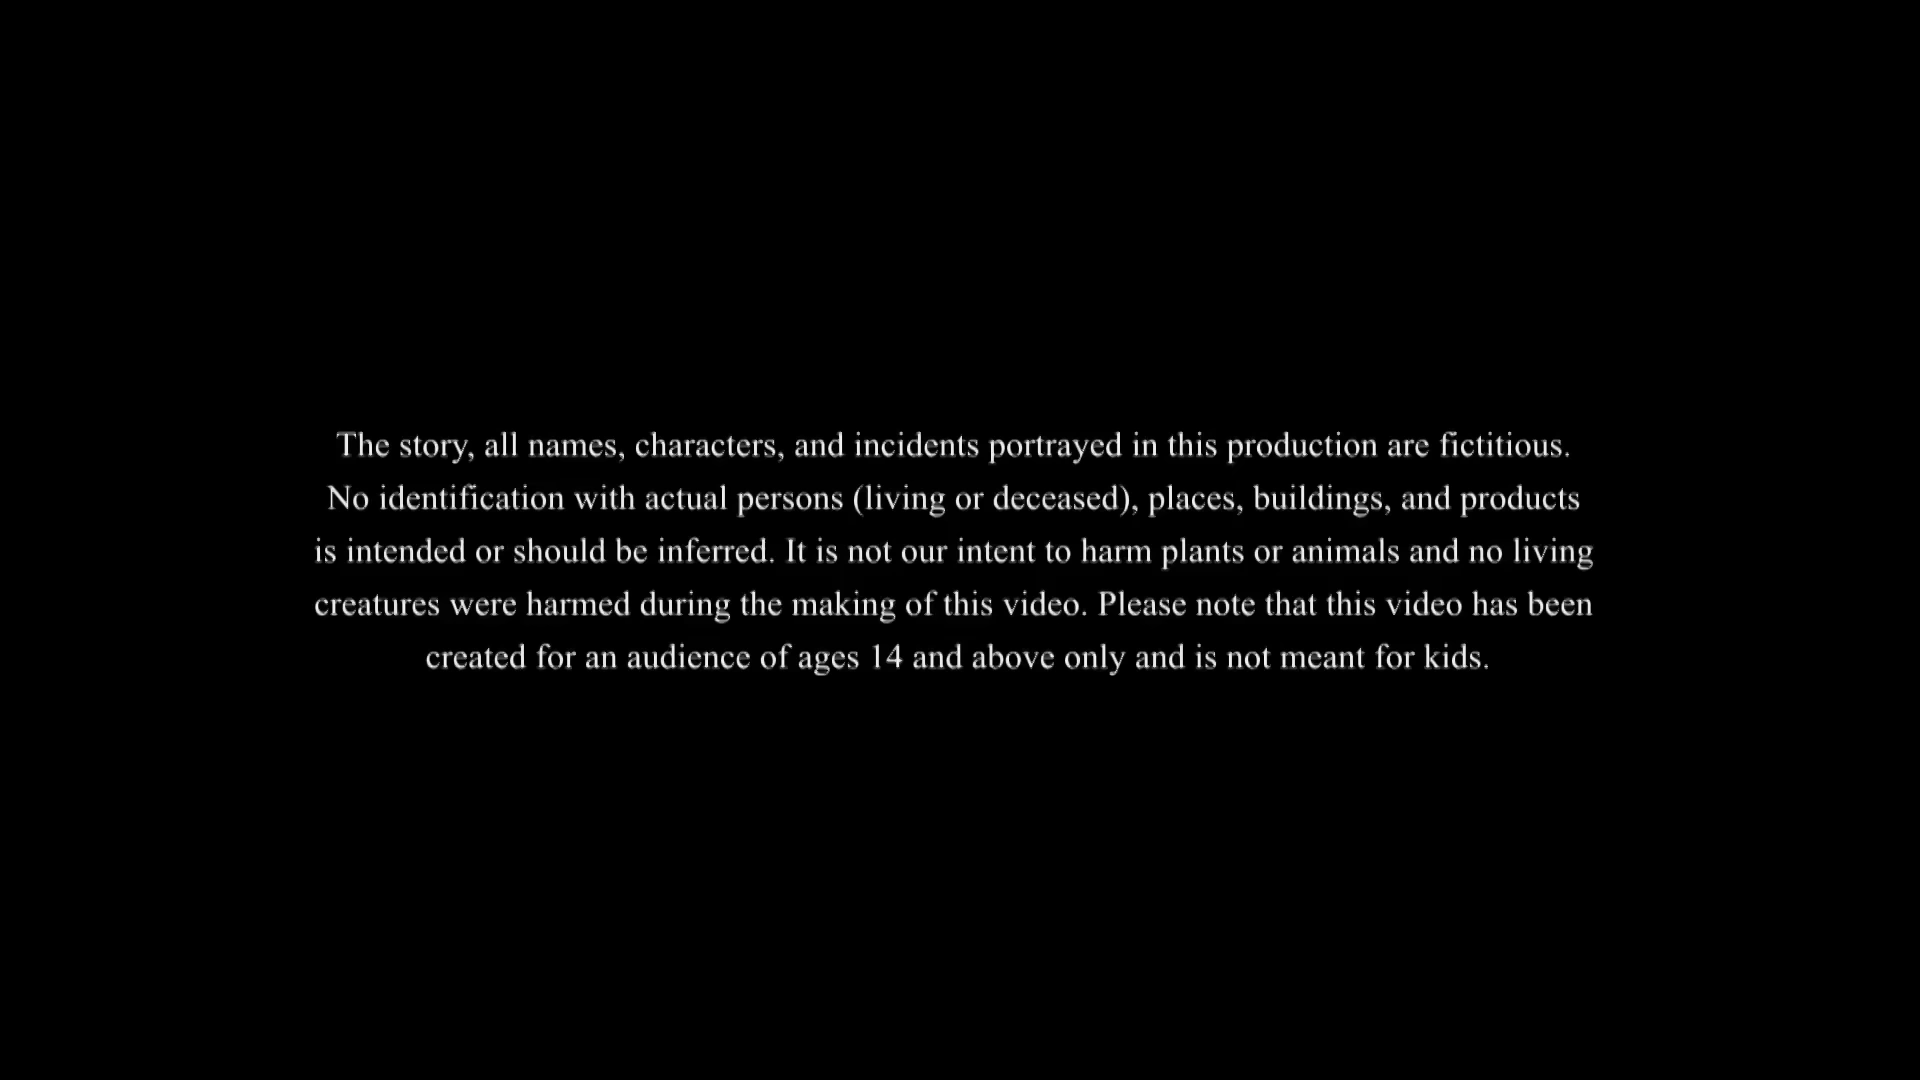 The story, all names, characters, and incidents portrayed in this production are fictitious.
No identification with actual persons (living or deceased), places, buildings, and products
is intended or should be inferred. It is not our intent to harm plants or animals and no living
creatures were harmed during the making of this video. Please note that this video has been
created for an audience of ages 14 and above only and is not meant for kids.